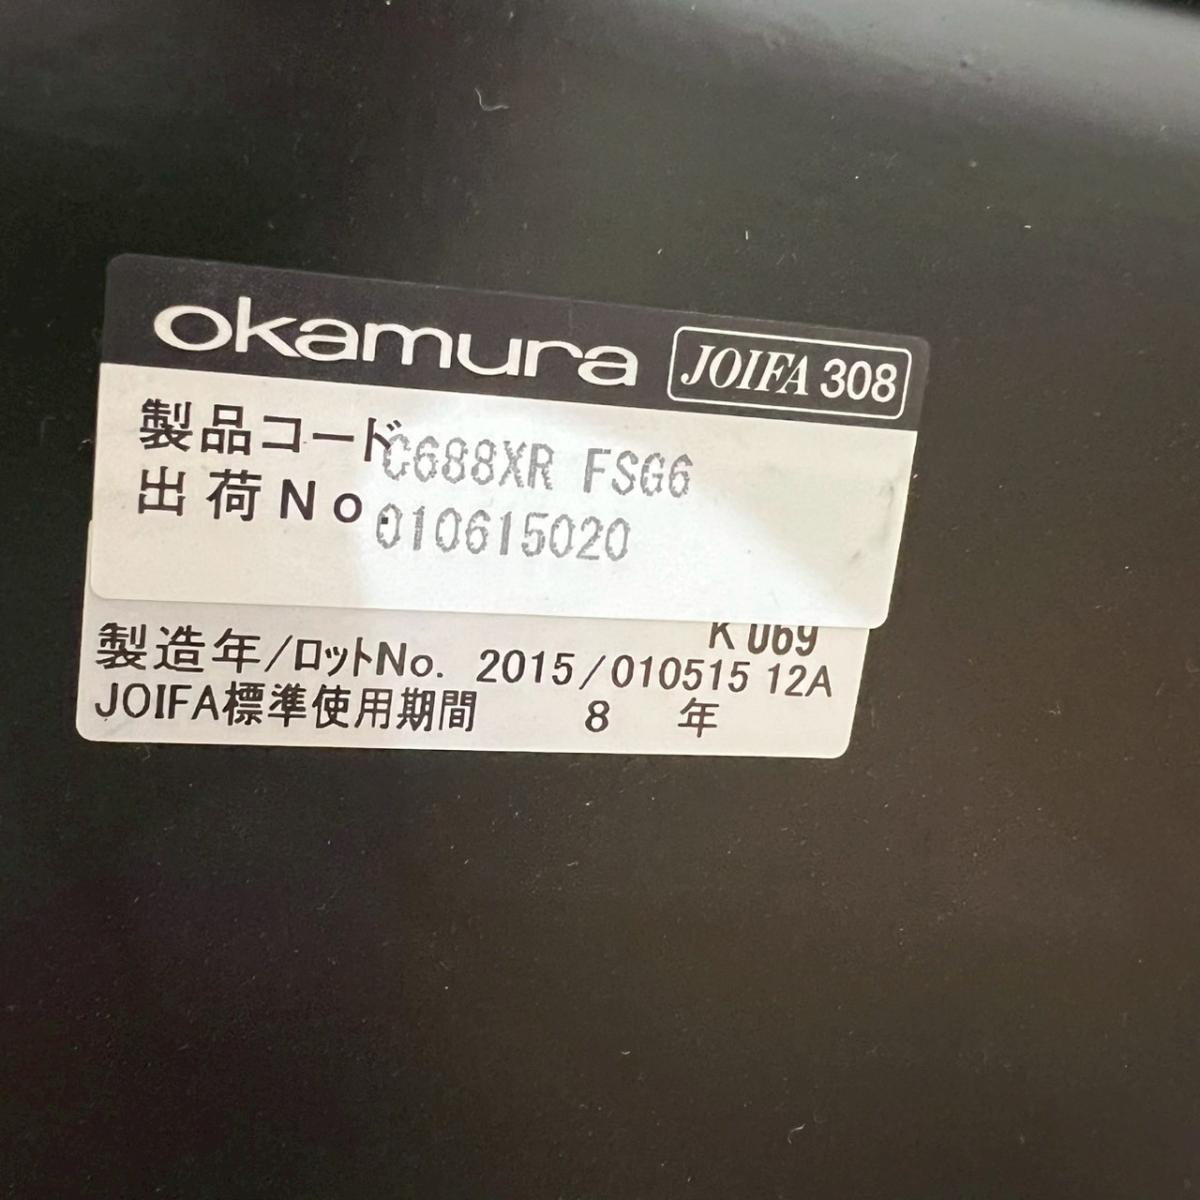 okamura JOIFA 308
製品コード C688XR FSG6
出荷No. 010615020
K069
製造年/ロットNo. 2015/010515 12A
JOIFA標準使用期間 8 年